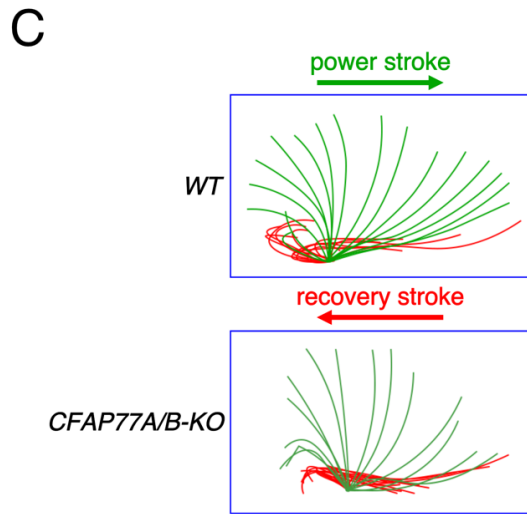 C
power stroke
WT
recovery stroke
CFAP77A/B-KO